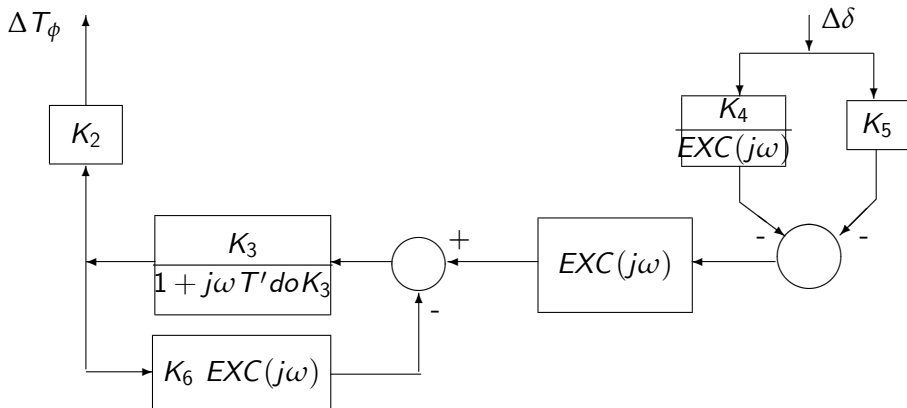 ΔT_ϕ
Δδ
K_2
K_4
EXC(jω)
K_5
-
-
K_3
1 + jωT'doK_3
+
-
EXC(jω)
K_6 EXC(jω)